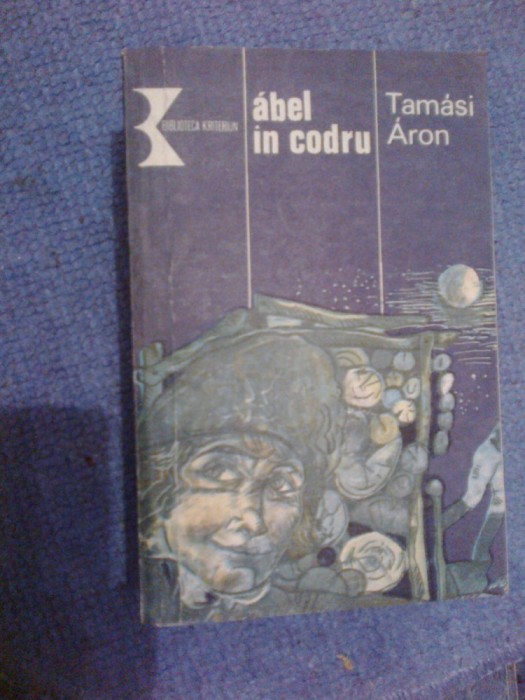 BIBLIOTECA KRITERION
ábel
în codru
Tamási
Áron